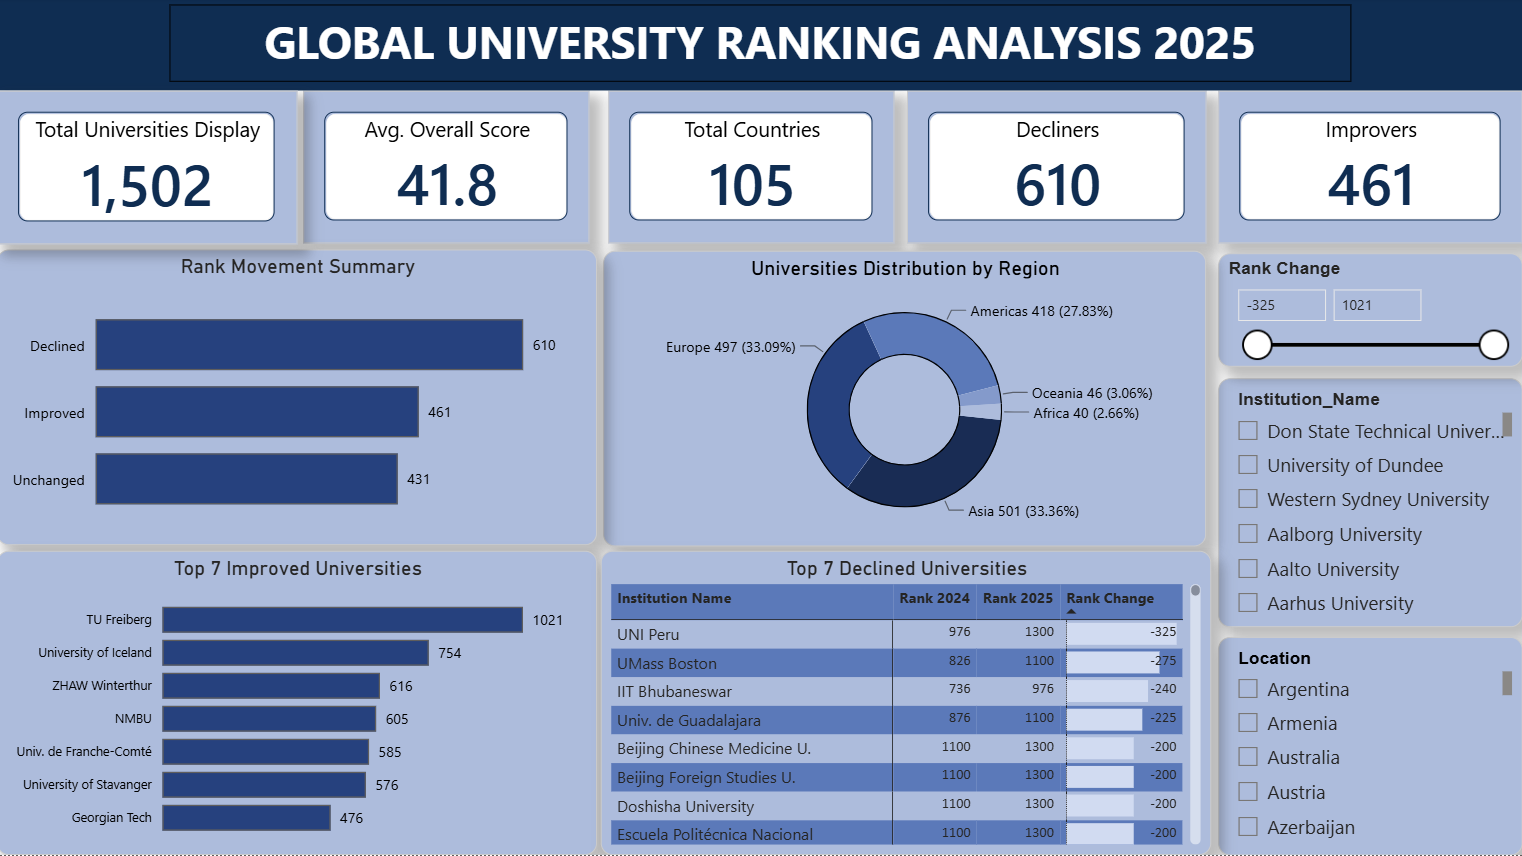 GLOBAL UNIVERSITY RANKING ANALYSIS 2025
Total Universities Display
1,502
Avg. Overall Score
41.8
Total Countries
105
Decliners
610
Improvers
461
Rank Movement Summary
Declined 610
Improved 461
Unchanged 431
Universities Distribution by Region
Americas 418 (27.83%)
Europe 497 (33.09%)
Oceania 46 (3.06%)
Africa 40 (2.66%)
Asia 501 (33.36%)
Rank Change
-325 1021
Institution_Name
Don State Technical Univer...
University of Dundee
Western Sydney University
Aalborg University
Aalto University
Aarhus University
Top 7 Improved Universities
TU Freiberg 1021
University of Iceland 754
ZHAW Winterthur 616
NMBU 605
Univ. de Franche-Comté 585
University of Stavanger 576
Georgian Tech 476
Top 7 Declined Universities
Institution Name Rank 2024 Rank 2025 Rank Change
UNI Peru 976 1300 -325
UMass Boston 826 1100 -275
IIT Bhubaneswar 736 976 -240
Univ. de Guadalajara 876 1100 -225
Beijing Chinese Medicine U. 1100 1300 -200
Beijing Foreign Studies U. 1100 1300 -200
Doshisha University 1100 1300 -200
Escuela Politécnica Nacional 1100 1300 -200
Location
Argentina
Armenia
Australia
Austria
Azerbaijan